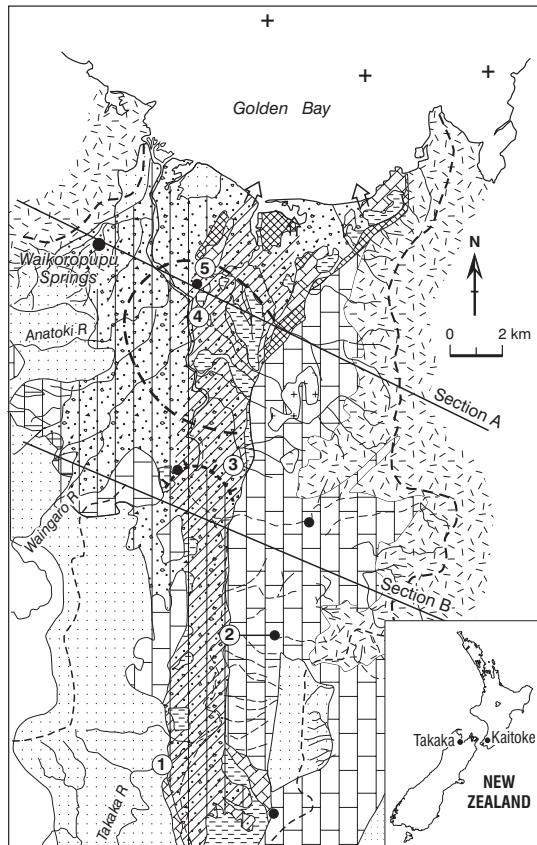 Golden Bay
N
0 2 km
Waikoropupu
Springs
5
4
Anatoki R
Section A
3
Waingaro R
Section B
2
1
Takaka R
Takaka
Kaitoke
NEW
ZEALAND